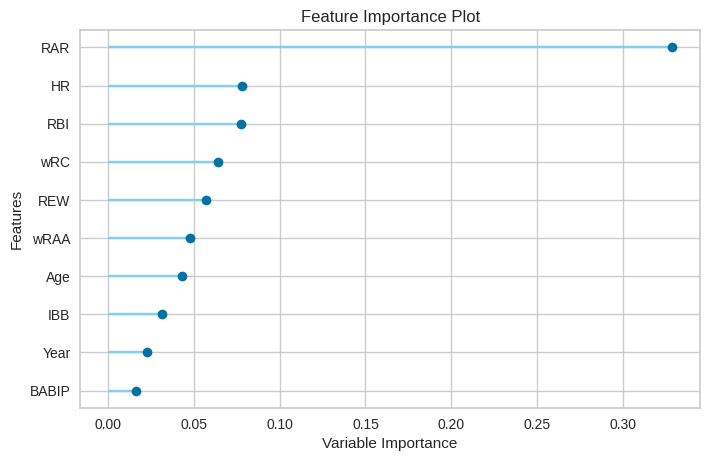 Feature Importance Plot
Features
RAR
HR
RBI
wRC
REW
wRAA
Age
IBB
Year
BABIP
0.00 0.05 0.10 0.15 0.20 0.25 0.30
Variable Importance